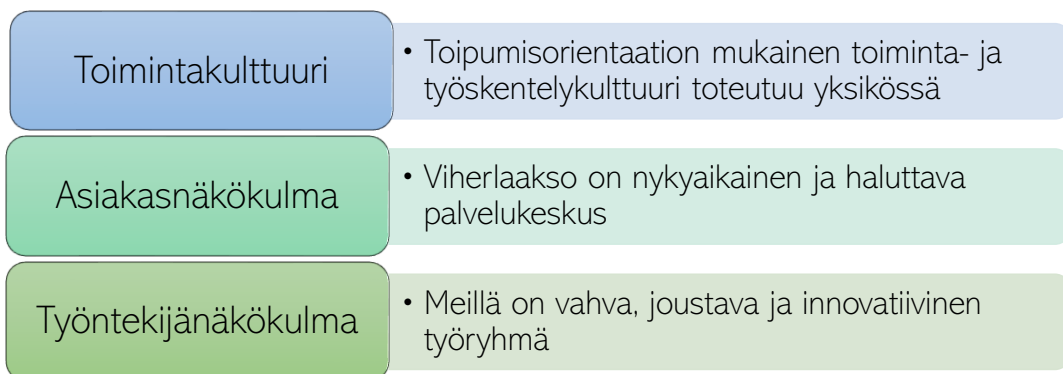 Toimintakulttuuri
• Toipumisorientaation mukainen toiminta- ja
työskentelykulttuuri toteutuu yksikössä
Asiakasnäkökulma
• Viherlaakso on nykyaikainen ja haluttava
palvelukeskus
Työntekijänäkökulma
• Meillä on vahva, joustava ja innovatiivinen
työryhmä